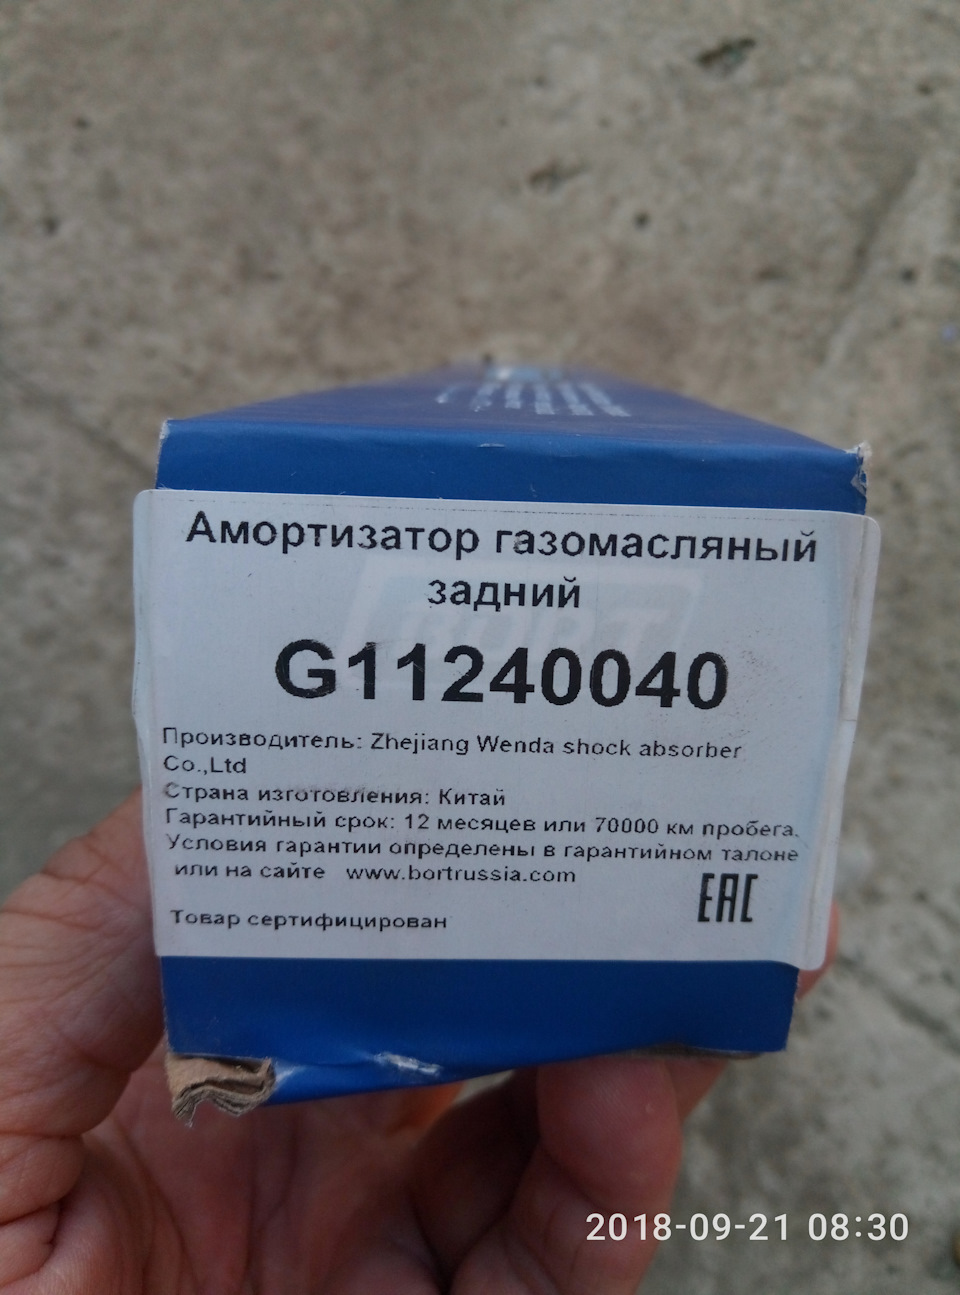 Амортизатор газомасляный
задний
BORT
G11240040
Производитель: Zhejiang Wenda shock absorber
Co.,Ltd
Страна изготовления: Китай
Гарантийный срок: 12 месяцев или 70000 км пробега.
Условия гарантии определены в гарантийном талоне
или на сайте www.bortrussia.com
EAC
Товар сертифицирован
2018-09-21 08:30